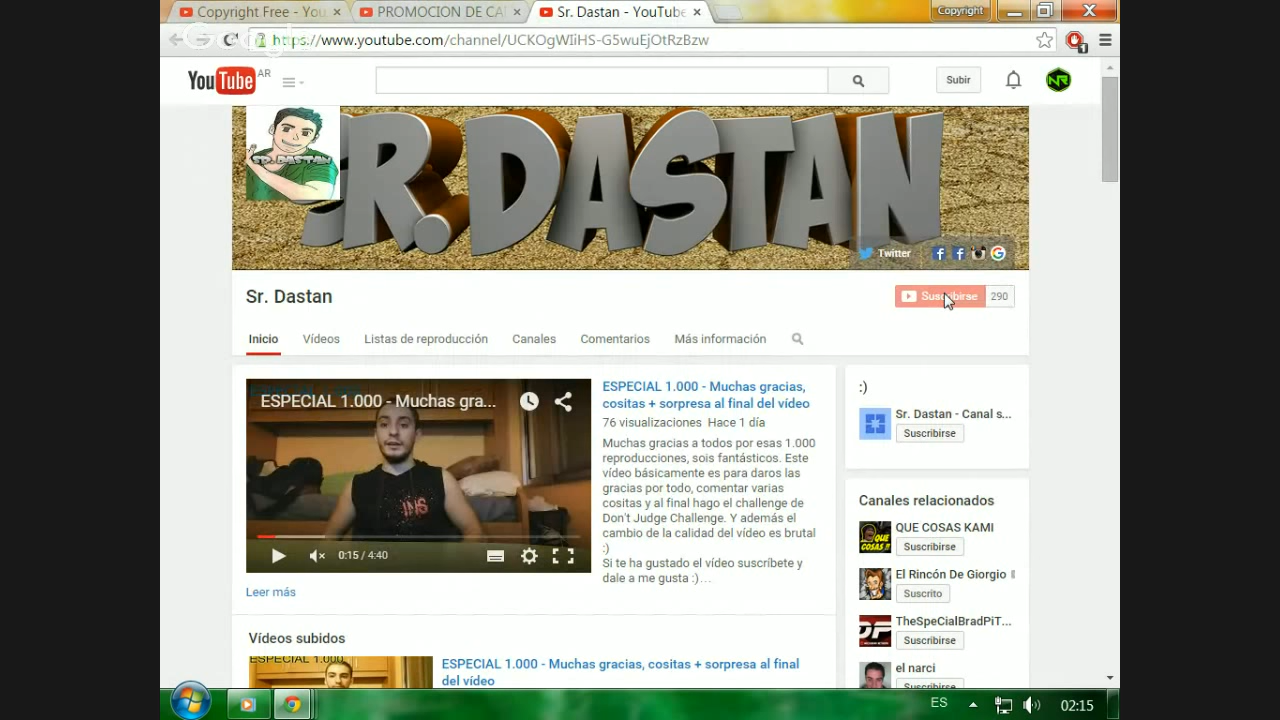 Copyright Free - You
PROMOCION DE CA
Sr. Dastan - YouTube
Copyright
Google
https://www.youtube.com/channel/UCKOgWIiHS-G5wuEjOtRzBzw
1
YouTube AR
Subir
NR
SR. DASTAN
.R. DASTAN
Twitter
Sr. Dastan
Suscribirse 290
Inicio Vídeos Listas de reproducción Canales Comentarios Más información
ESPECIAL 1.000 - Muchas gra...
INS
0:15 / 4:40
ESPECIAL 1.000 - Muchas gracias,
cositas + sorpresa al final del vídeo
76 visualizaciones Hace 1 día
Muchas gracias a todos por esas 1.000
reproducciones, sois fantásticos. Este
vídeo básicamente es para daros las
gracias por todo, comentar varias
cositas y al final hago el challenge de
Don't Judge Challenge. Y además el
cambio de la calidad del vídeo es brutal
:)
Si te ha gustado el vídeo suscríbete y
dale a me gusta :)...
Leer más
:)
Sr. Dastan - Canal s...
Suscribirse
Canales relacionados
QUE COSAS KAMI
QUE COSAS !!
Suscribirse
El Rincón De Giorgio
Suscrito
TheSpeCialBradPiT...
DP
Suscribirse
el narci
Suscribirse
Vídeos subidos
ESPECIAL 1.000
ESPECIAL 1.000 - Muchas gracias, cositas + sorpresa al final
del vídeo
ES
02:15